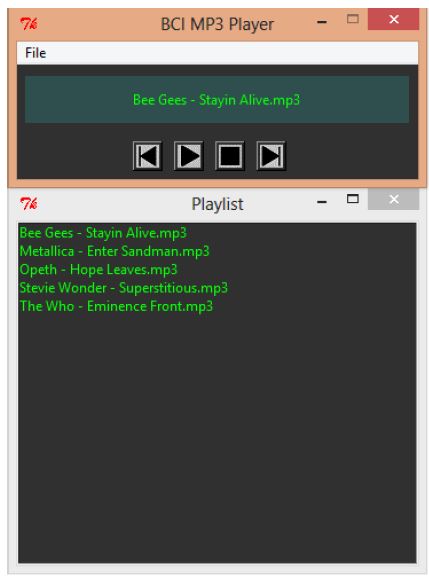 BCI MP3 Player
File
Bee Gees - Stayin Alive.mp3
Playlist
Bee Gees - Stayin Alive.mp3
Metallica - Enter Sandman.mp3
Opeth - Hope Leaves.mp3
Stevie Wonder - Superstitious.mp3
The Who - Eminence Front.mp3